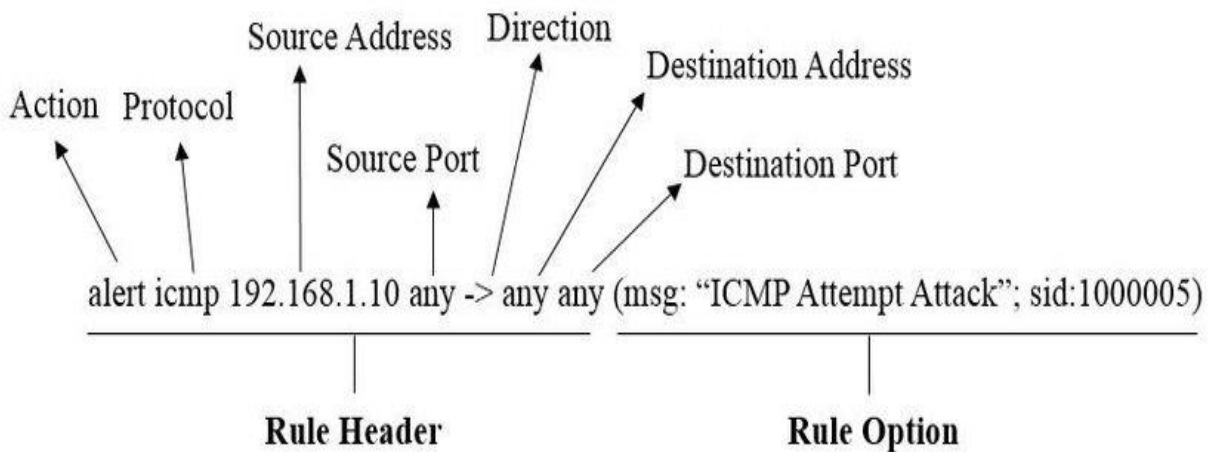 Source Address
Direction
Destination Address
Action
Protocol
Source Port
Destination Port
alert icmp 192.168.1.10 any -> any any (msg: “ICMP Attempt Attack”; sid:1000005)
Rule Header
Rule Option